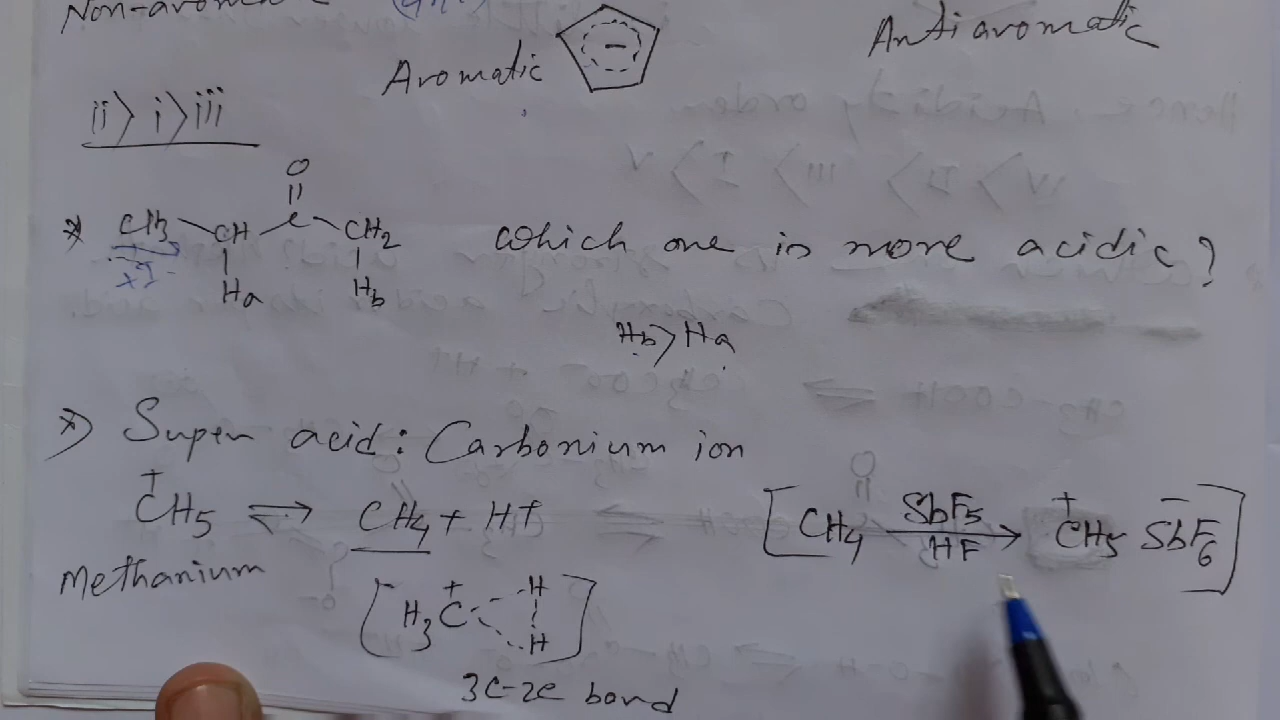 Non-aromatic
Aromatic
Antiaromatic
ii > i > iii
O
CH3 CH C CH2
Ha Hb
which one is more acidic?
+I
Hb > Ha
Super acid: Carbonium ion
+CH5 ⇌ CH4 + H+
[CH4 SbF5 HF → +CH5 SbF6−]
Methanium
[H3C+ H H]
3c-2e bond